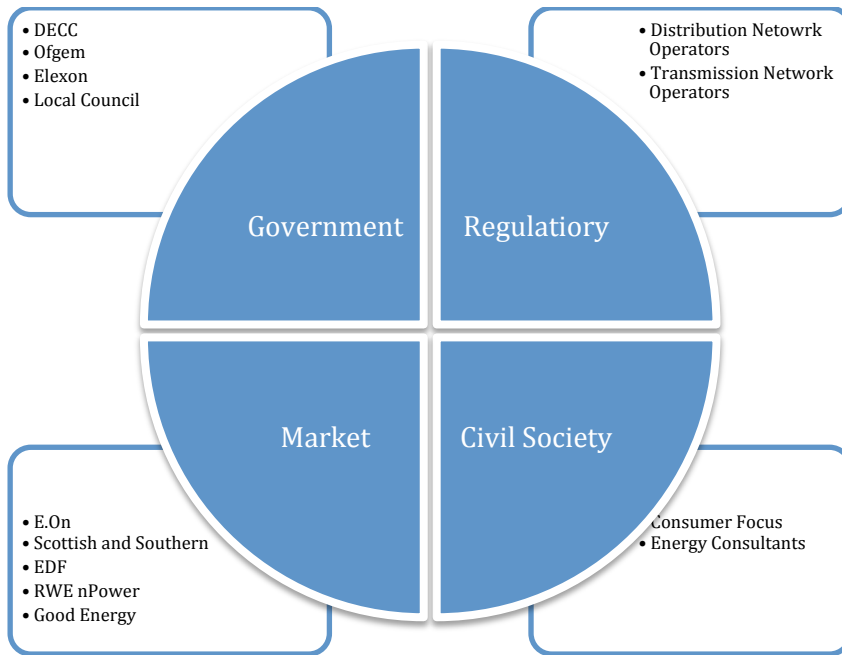 • DECC
• Ofgem
• Elexon
• Local Council
• Distribution Netowrk
Operators
• Transmission Network
Operators
Government
Regulatiory
Market
Civil Society
• E.On
• Scottish and Southern
• EDF
• RWE nPower
• Good Energy
Consumer Focus
• Energy Consultants